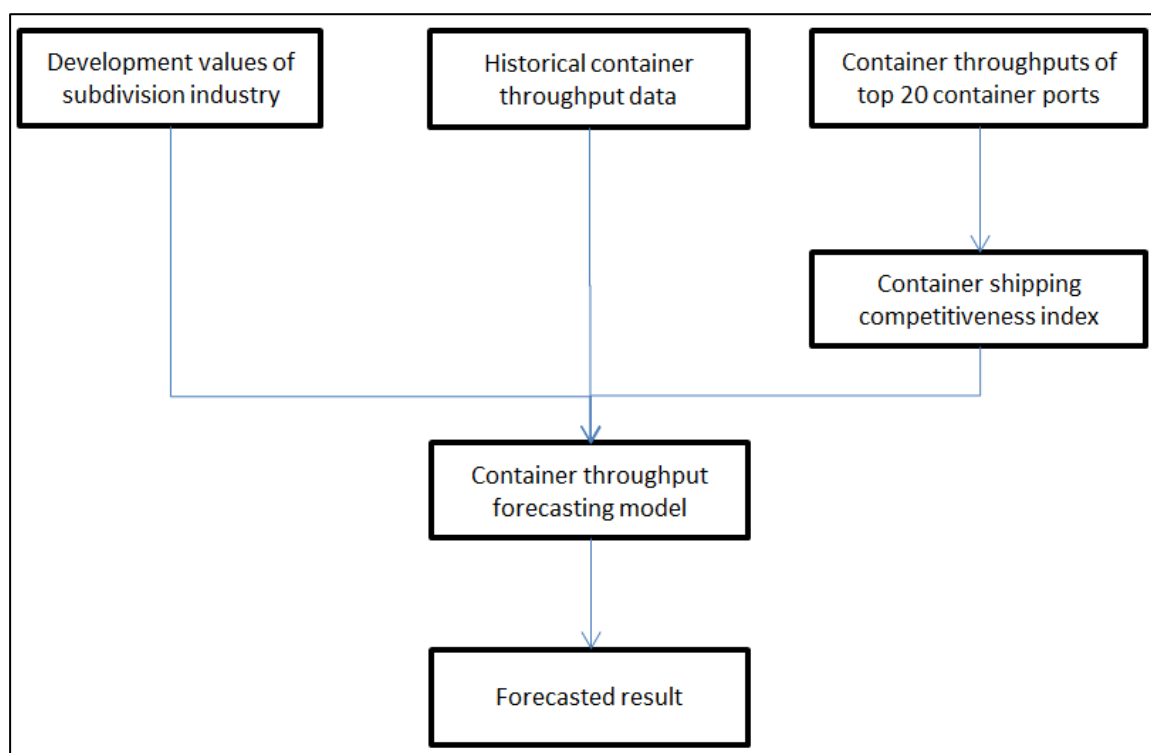 Development values of
subdivision industry
Historical container
throughput data
Container throughputs of
top 20 container ports
Container shipping
competitiveness index
Container throughput
forecasting model
Forecasted result